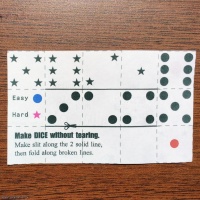 Easy
Hard
Make DICE without tearing.
Make slit along the 2 solid line,
then fold along broken lines.